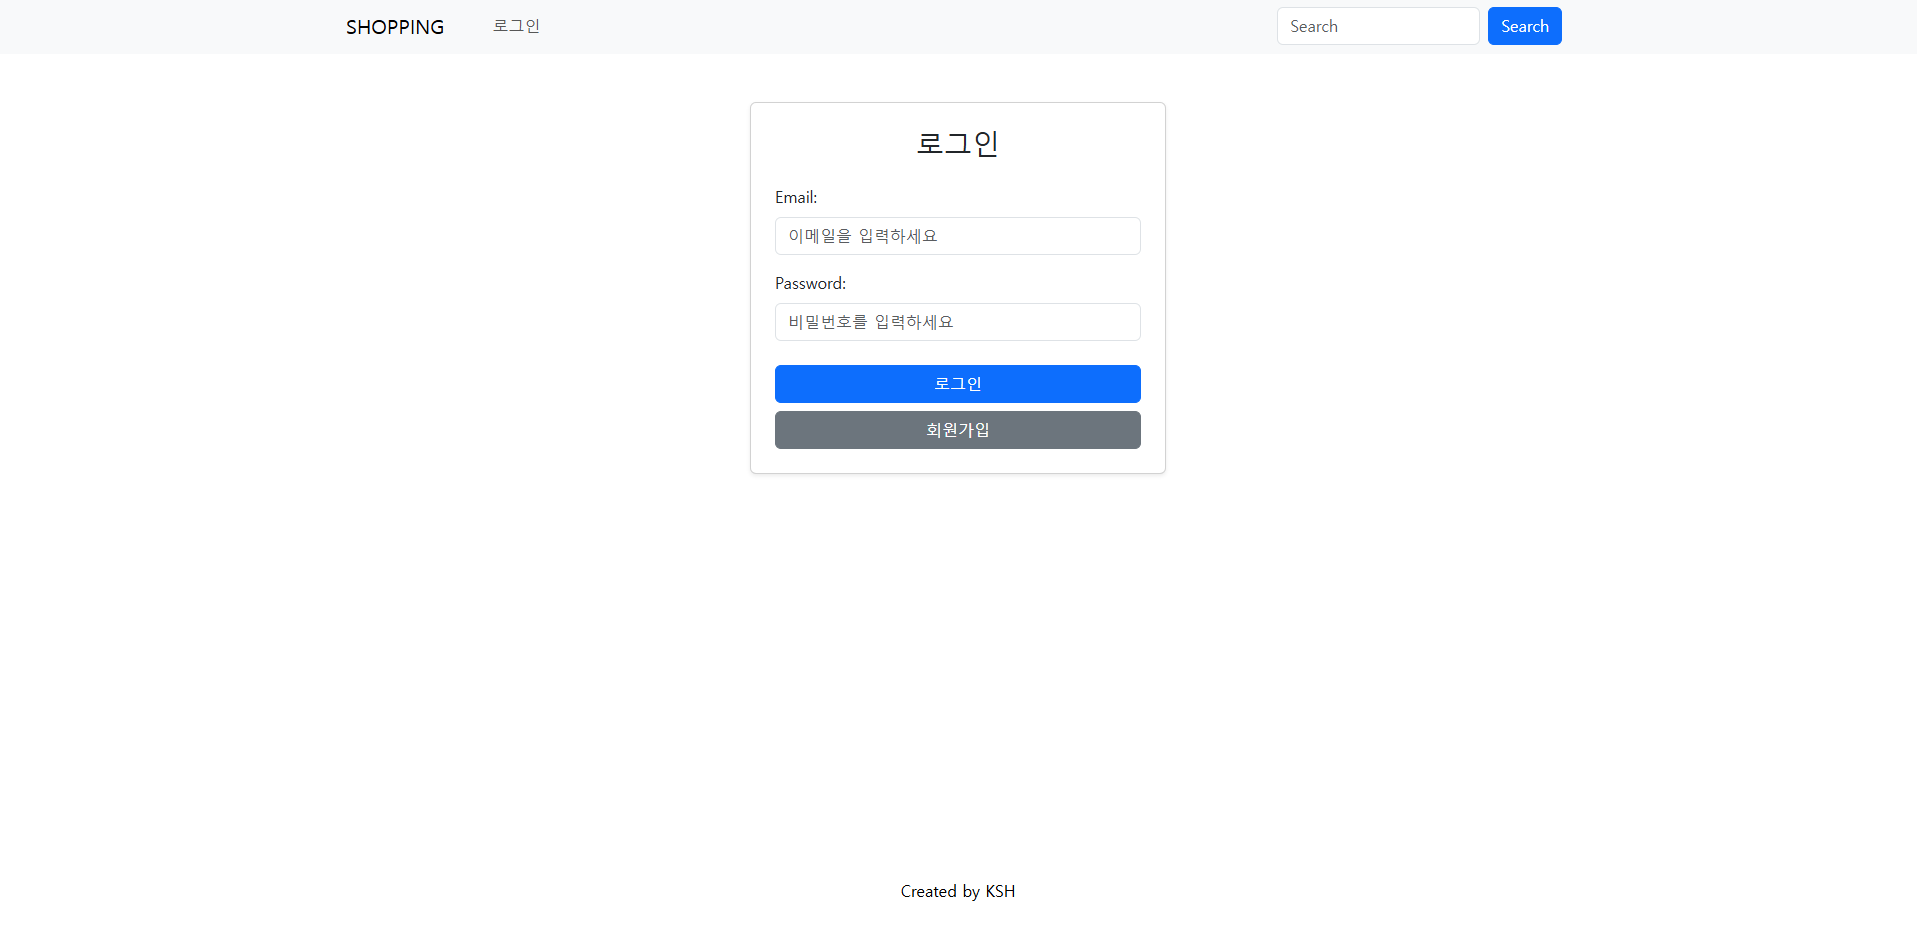 SHOPPING 로그인 Search Search
로그인
Email:
이메일을 입력하세요
Password:
비밀번호를 입력하세요
로그인
회원가입
Created by KSH